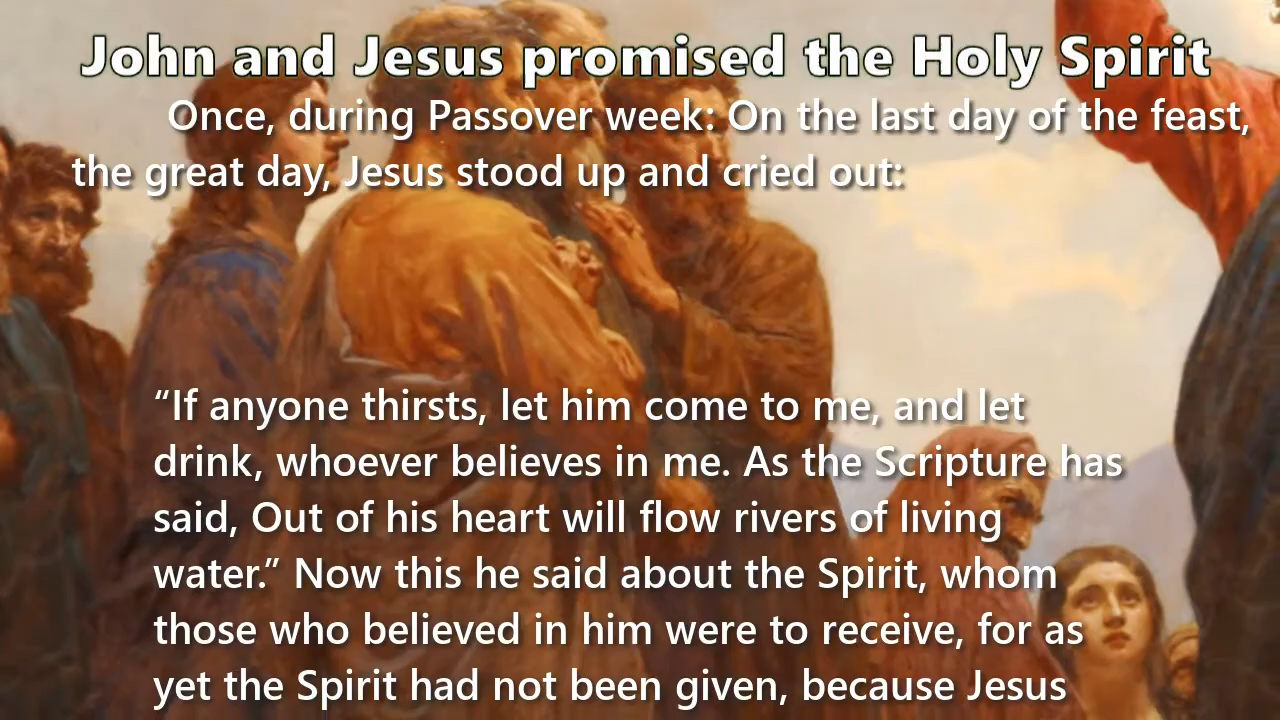 John and Jesus promised the Holy Spirit
Once, during Passover week: On the last day of the feast,
the great day, Jesus stood up and cried out:
“If anyone thirsts, let him come to me, and let
drink, whoever believes in me. As the Scripture has
said, Out of his heart will flow rivers of living
water.” Now this he said about the Spirit, whom
those who believed in him were to receive, for as
yet the Spirit had not been given, because Jesus